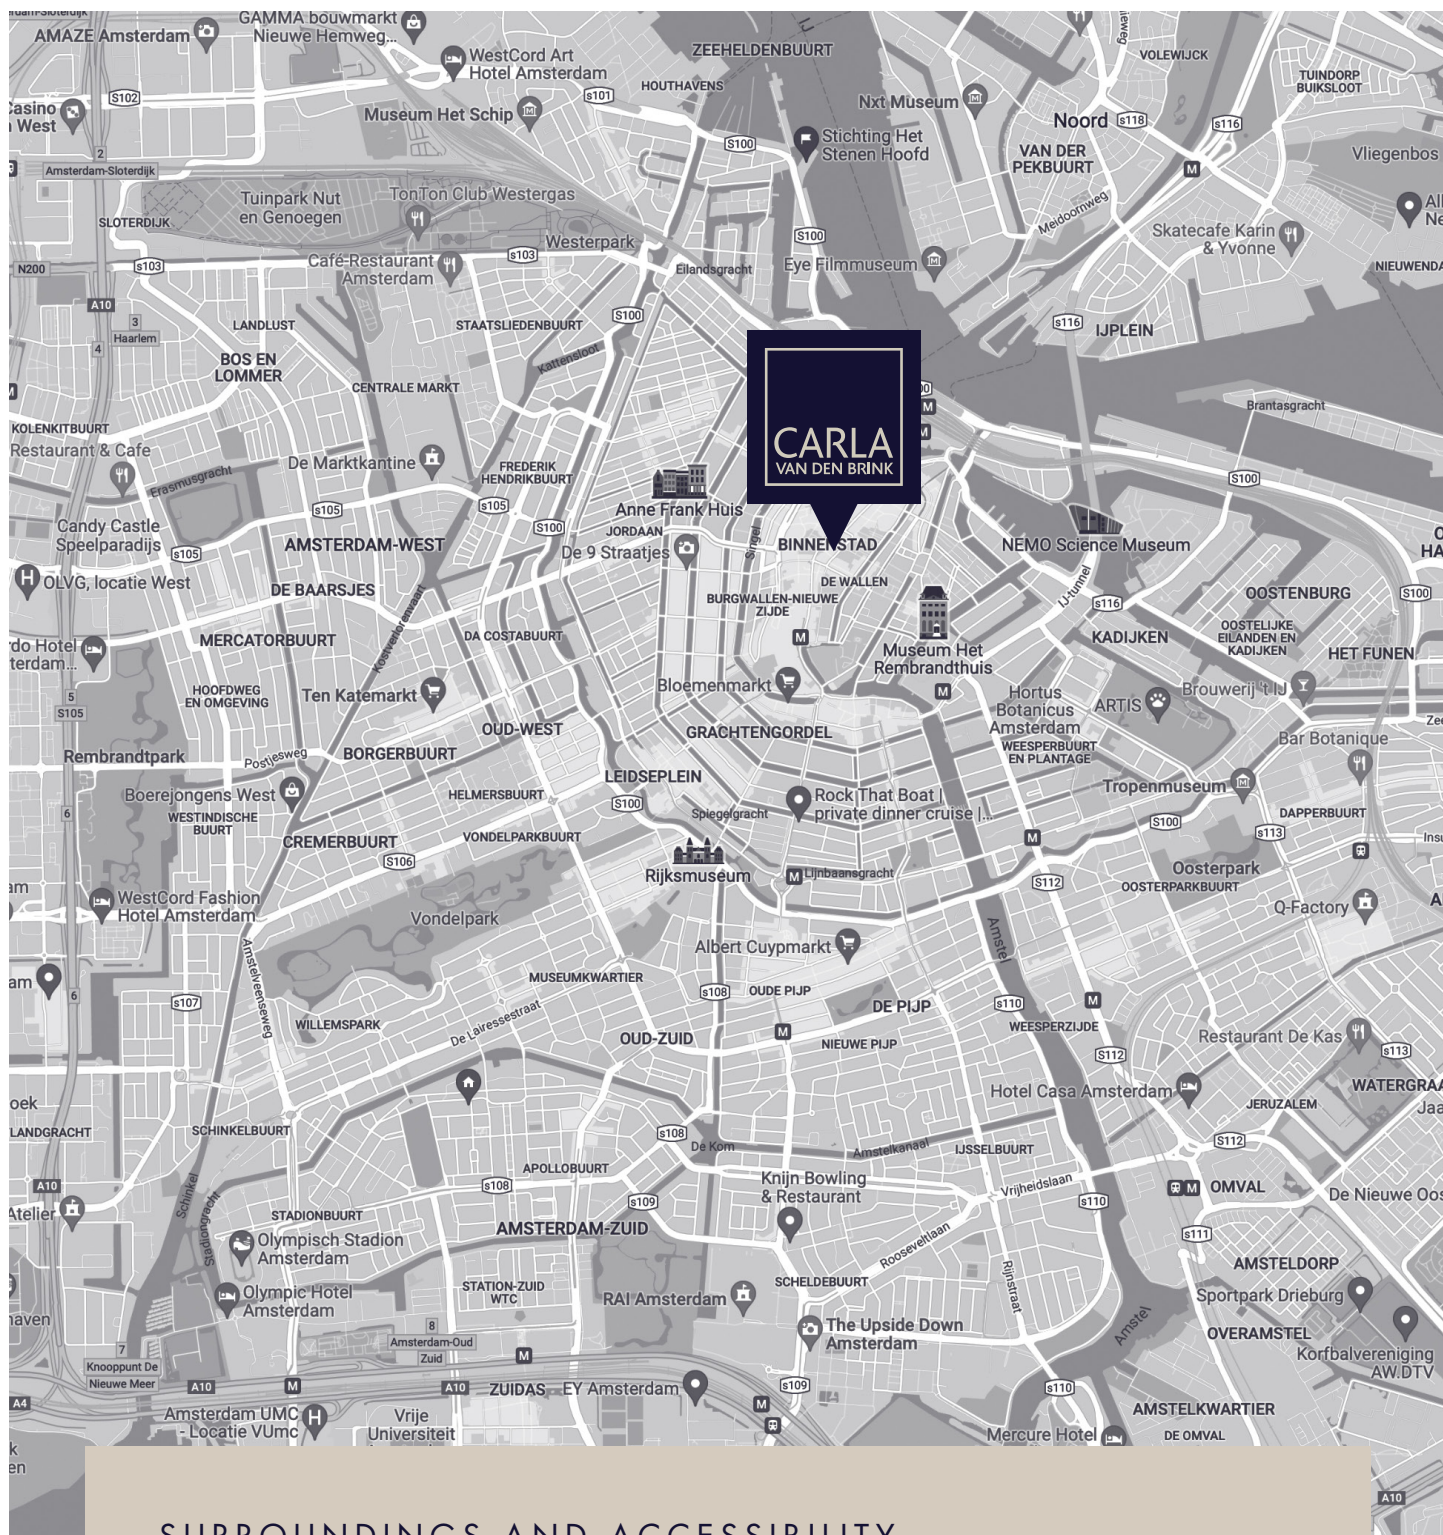 AMAZE Amsterdam
GAMMA bouwmarkt
Nieuwe Hemweg...
WestCord Art
Hotel Amsterdam
ZEEHELDENBUURT
IJ
VOLEWIJCK
TUINDORP
BUIKSLOOT
HOUTHAVENS
S102
s101
Casino
West
Museum Het Schip
Nxt Museum
Noord
s118
s116
S100
Stichting Het
Stenen Hoofd
VAN DER
PEKBUURT
Vliegenbos
2
Amsterdam-Sloterdijk
Tuinpark Nut
en Genoegen
TonTon Club Westergas
SLOTERDIJK
Meidoornweg
Skatecafe Karin
& Yvonne
Westerpark
S100
N200
s103
s103
Café-Restaurant
Amsterdam
Eilandsgracht
Eye Filmmuseum
A10
3
Haarlem
4
LANDLUST
STAATSLIEDENBUURT
S100
s116
IJPLEIN
BOS EN
LOMMER
Kattensloot
CENTRALE MARKT
Brantasgracht
KOLENKITBUURT
Restaurant & Cafe
Erasmusgracht
De Marktkantine
FREDERIK
HENDRIKBUURT
CARLA
VAN DEN BRINK
M
M
S100
Candy Castle
Speelparadijs
s105
s105
s105
S100
Anne Frank Huis
JORDAAN
De 9 Straatjes
Singel
BINNENSTAD
NEMO Science Museum
AMSTERDAM-WEST
OLVG, locatie West
DE BAARSJES
DE WALLEN
BURGWALLEN-NIEUWE
ZIJDE
IJ-tunnel
s116
OOSTENBURG
S100
MERCATORBUURT
Kostverlorenvaart
DA COSTABUURT
M
Museum Het
Rembrandthuis
KADIJKEN
OOSTELIJKE
EILANDEN EN
KADIJKEN
HET FUNEN
5
S105
HOOFDWEG
EN OMGEVING
Ten Katemarkt
Bloemenmarkt
M
Hortus
Botanicus
Amsterdam
ARTIS
Brouwerij 't IJ
OUD-WEST
GRACHTENGORDEL
WEESPERBUURT
EN PLANTAGE
Bar Botanique
Rembrandtpark
Postjesweg
BORGERBUURT
LEIDSEPLEIN
Boerejongens West
HELMERSBUURT
S100
Rock That Boat |
private dinner cruise |...
Tropenmuseum
6
WESTINDISCHE
BUURT
Spiegelgracht
DAPPERBUURT
S100
s113
CREMERBUURT
VONDELPARKBUURT
S106
M
Rijksmuseum
M
Lijnbaansgracht
S112
Oosterpark
OOSTERPARKBUURT
WestCord Fashion
Hotel Amsterdam
Vondelpark
Q-Factory
Amstelveenseweg
Albert Cuypmarkt
Amstel
MUSEUMKWARTIER
6
s107
s108
OUDE PIJP
DE PIJP
s110
M
WILLEMSPARK
De Lairessestraat
WEESPERZIJDE
OUD-ZUID
M
NIEUWE PIJP
Restaurant De Kas
S112
s113
Hotel Casa Amsterdam
JERUZALEM
LANDGRACHT
SCHINKELBUURT
s108
De Kom
Amstelkanaal
IJSSELBUURT
S112
APOLLOBUURT
A10
Schinkel
s108
s109
Knijn Bowling
& Restaurant
Vrijheidslaan
s110
M
OMVAL
Atelier
Stadiongracht
STADIONBUURT
AMSTERDAM-ZUID
s111
Olympisch Stadion
Amsterdam
Rooseveltlaan
AMSTELDORP
SCHELDEBUURT
Rijnstraat
Olympic Hotel
Amsterdam
STATION-ZUID
WTC
RAI Amsterdam
Sportpark Drieburg
The Upside Down
Amsterdam
Amstel
OVERAMSTEL
8
Amsterdam-Oud
Zuid
7
Knooppunt De
Nieuwe Meer
M
Korfbalvereniging
AW.DTV
A4
A10
M
A10
ZUIDAS
EY Amsterdam
s109
s110
M
Amsterdam UMC
- Locatie VUmc
Vrije
Universiteit
AMSTELKWARTIER
Mercure Hotel
DE OMVAL
A10
SURROUNDINGS AND ACCESSIBILITY